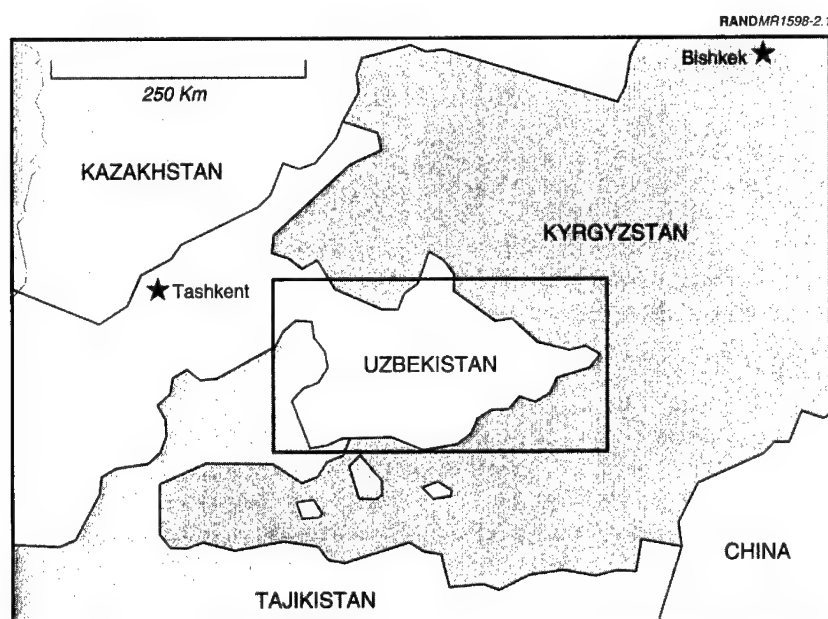 RANDMR1598-2.1
Bishkek
250 Km
KAZAKHSTAN
KYRGYZSTAN
Tashkent
UZBEKISTAN
CHINA
TAJIKISTAN